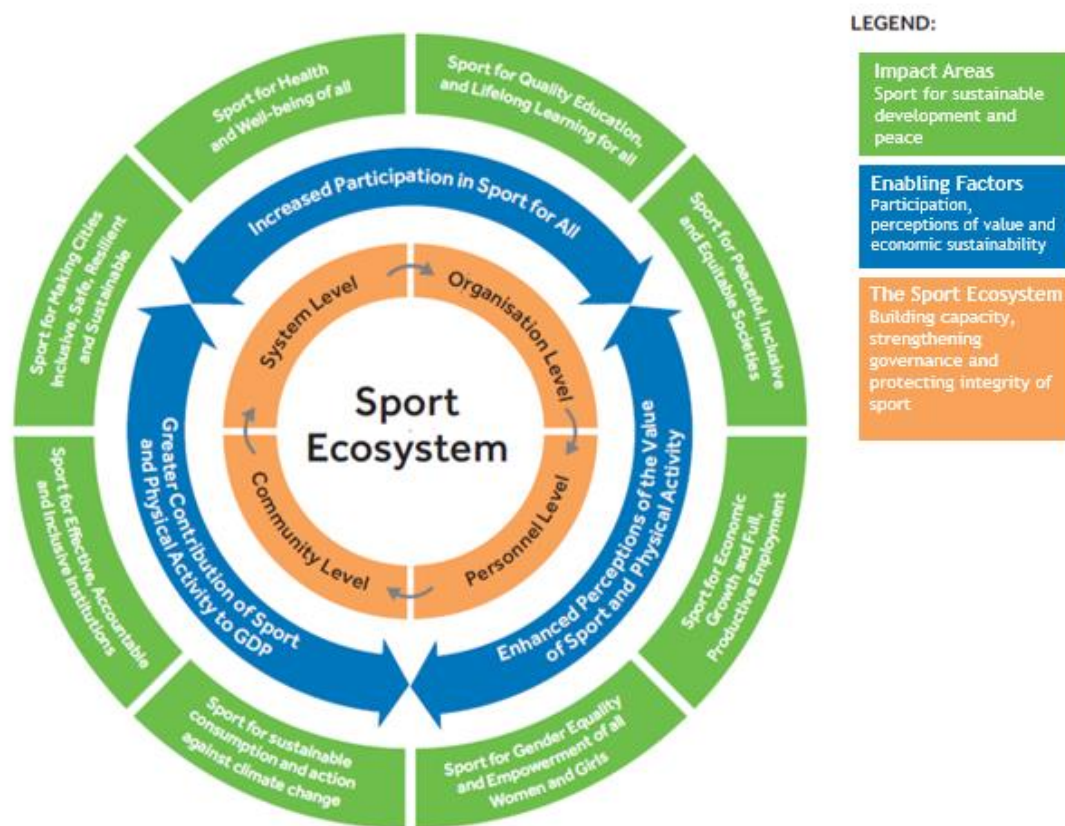 LEGEND:
Impact Areas
Sport for sustainable
development and
peace
Enabling Factors
Participation,
perceptions of value and
economic sustainability
The Sport Ecosystem
Building capacity,
strengthening
governance and
protecting integrity of
sport
Sport for Health
and Well-being of all
Sport for Quality Education,
and Lifelong Learning for all
Sport for Peaceful, Inclusive
and Equitable Societies
Sport for Economic
Growth and Full,
Productive Employment
Sport for Gender Equality
and Empowerment of all
Women and Girls
Sport for sustainable
consumption and action
against climate change
Sport for Effective, Accountable
and Inclusive Institutions
Sport for Making Cities
Inclusive, Safe, Resilient
and Sustainable
Increased Participation in Sport for All
Enhanced Perceptions of the Value
of Sport and Physical Activity
Greater Contribution of Sport
and Physical Activity to GDP
System Level
Organisation Level
Personnel Level
Community Level
Sport
Ecosystem